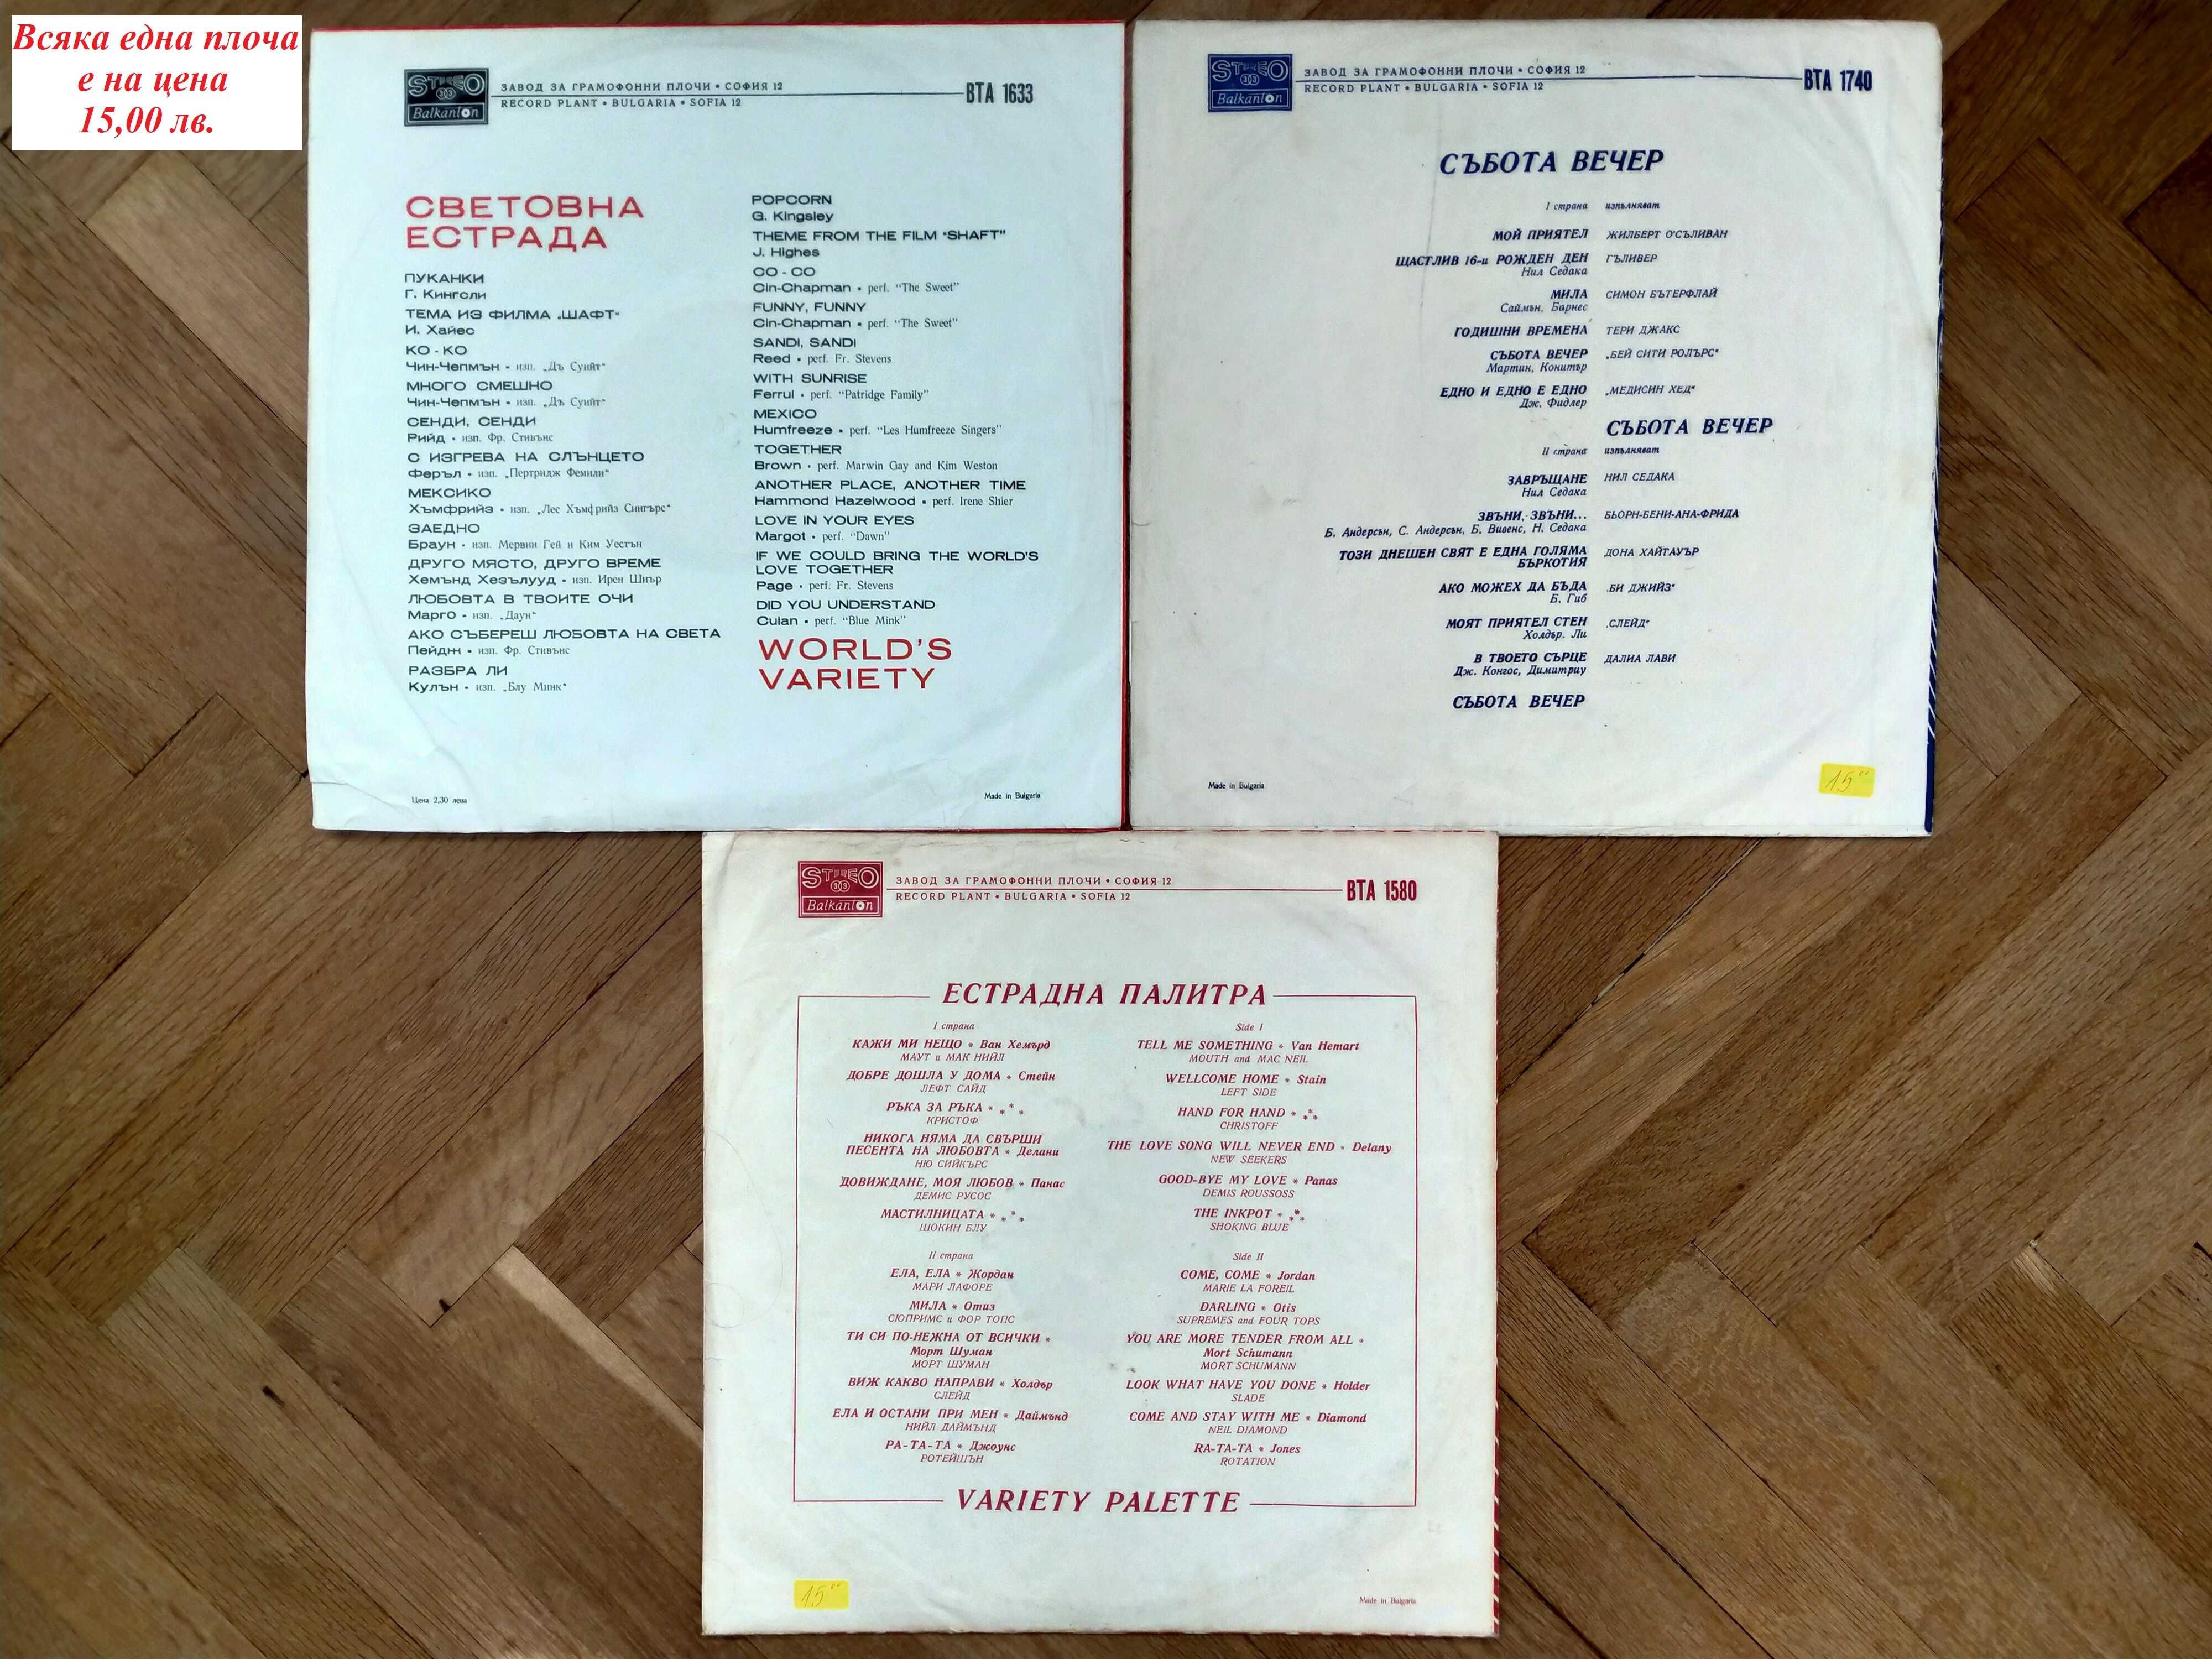 Всяка една плоча
е на цена
15,00 лв.
STEREO
33
Balkanton
ЗАВОД ЗА ГРАМОФОННИ ПЛОЧИ • СОФИЯ 12
RECORD PLANT • BULGARIA • SOFIA 12
ВТА 1633
СВЕТОВНА
ЕСТРАДА
ПУКАНКИ
Г. Кингсли
ТЕМА ИЗ ФИЛМА „ШАФТ“
И. Хайес
КО - КО
Чин-Чепмън • изп. „Дъ Суийт“
МНОГО СМЕШНО
Чин-Чепмън • изп. „Дъ Суийт“
СЕНДИ, СЕНДИ
Рийд • изп. Фр. Стивънс
С ИЗГРЕВА НА СЛЪНЦЕТО
Феръл • изп. „Пертридж Фемили“
МЕКСИКО
Хъмфрийз • изп. „Лес Хъмфрийз Сингърс“
ЗАЕДНО
Браун • изп. Мервин Гей и Ким Уестън
ДРУГО МЯСТО, ДРУГО ВРЕМЕ
Хемънд Хезълууд • изп. Ирен Шиър
ЛЮБОВТА В ТВОИТЕ ОЧИ
Марго • изп. „Даун“
АКО СЪБЕРЕШ ЛЮБОВТА НА СВЕТА
Пейдж • изп. Фр. Стивънс
РАЗБРА ЛИ
Кулън • изп. „Блу Минк“
POPCORN
G. Kingsley
THEME FROM THE FILM “SHAFT”
J. Highes
CO - CO
Cin-Chapman • perf. “The Sweet”
FUNNY, FUNNY
Cin-Chapman • perf. “The Sweet”
SANDI, SANDI
Reed • perf. Fr. Stevens
WITH SUNRISE
Ferrul • perf. “Patridge Family”
MEXICO
Humfreeze • perf. “Les Humfreeze Singers”
TOGETHER
Brown • perf. Marwin Gay and Kim Weston
ANOTHER PLACE, ANOTHER TIME
Hammond Hazelwood • perf. Irene Shier
LOVE IN YOUR EYES
Margot • perf. “Dawn”
IF WE COULD BRING THE WORLD'S
LOVE TOGETHER
Page • perf. Fr. Stevens
DID YOU UNDERSTAND
Culan • perf. “Blue Mink”
WORLD'S
VARIETY
Цена 2,30 лева
Made in Bulgaria
STEREO
33
Balkanton
ЗАВОД ЗА ГРАМОФОННИ ПЛОЧИ • СОФИЯ 12
RECORD PLANT • BULGARIA • SOFIA 12
ВТА 1740
СЪБОТА ВЕЧЕР
I страна изпълняват
МОЙ ПРИЯТЕЛ ЖИЛБЕРТ О'СЪЛИВАН
ЩАСТЛИВ 16-и РОЖДЕН ДЕН ГЪЛИВЕР
Нил Седака
МИЛА СИМОН БЪТЕРФЛАЙ
Саймън, Барнес
ГОДИШНИ ВРЕМЕНА ТЕРИ ДЖАКС
СЪБОТА ВЕЧЕР „БЕЙ СИТИ РОЛЪРС“
Мартин, Конитър
ЕДНО И ЕДНО Е ЕДНО „МЕДИСИН ХЕД“
Дж. Фидлер
СЪБОТА ВЕЧЕР
II страна изпълняват
ЗАВРЪЩАНЕ НИЛ СЕДАКА
Нил Седака
ЗВЪНИ, ЗВЪНИ... БЬОРН-БЕНИ-АНА-ФРИДА
Б. Андерсън, С. Андерсън, Б. Вивенс, Н. Седака
ТОЗИ ДНЕШЕН СВЯТ Е ЕДНА ГОЛЯМА ДОНА ХАЙТАУЪР
БЪРКОТИЯ
АКО МОЖЕХ ДА БЪДА „БИ ДЖИЙЗ“
Б. Гиб
МОЯТ ПРИЯТЕЛ СТЕН „СЛЕЙД“
Холдър, Ли
В ТВОЕТО СЪРЦЕ ДАЛИА ЛАВИ
Дж. Конгос, Димитриу
СЪБОТА ВЕЧЕР
Made in Bulgaria
15
STEREO
33
Balkanton
ЗАВОД ЗА ГРАМОФОННИ ПЛОЧИ • СОФИЯ 12
RECORD PLANT • BULGARIA • SOFIA 12
ВТА 1580
ЕСТРАДНА ПАЛИТРА
I страна
КАЖИ МИ НЕЩО • Ван Хемърд
МАУТ и МАК НИЙЛ
ДОБРЕ ДОШЛА У ДОМА • Стейн
ЛЕФТ САЙД
РЪКА ЗА РЪКА • ***
КРИСТОФ
НИКОГА НЯМА ДА СВЪРШИ
ПЕСЕНТА НА ЛЮБОВТА • Делани
НЮ СИЙКЪРС
ДОВИЖДАНЕ, МОЯ ЛЮБОВ • Панас
ДЕМИС РУСОС
МАСТИЛНИЦАТА • ***
ШОКИН БЛУ
II страна
ЕЛА, ЕЛА • Жордан
МАРИ ЛАФОРЕ
МИЛА • Отиз
СЮПРИМС и ФОР ТОПС
ТИ СИ ПО-НЕЖНА ОТ ВСИЧКИ •
Морт Шуман
МОРТ ШУМАН
ВИЖ КАКВО НАПРАВИ • Холдър
СЛЕЙД
ЕЛА И ОСТАНИ ПРИ МЕН • Даймънд
НИЙЛ ДАЙМЪНД
РА-ТА-ТА • Джоунс
РОТЕЙШЪН
Side I
TELL ME SOMETHING • Van Hemart
MOUTH and MAC NEIL
WELLCOME HOME • Stain
LEFT SIDE
HAND FOR HAND • ***
CHRISTOFF
THE LOVE SONG WILL NEVER END • Delany
NEW SEEKERS
GOOD-BYE MY LOVE • Panas
DEMIS ROUSSOSS
THE INKPOT • ***
SHOKING BLUE
Side II
COME, COME • Jordan
MARIE LA FOREIL
DARLING • Otis
SUPREMES and FOUR TOPS
YOU ARE MORE TENDER FROM ALL •
Mort Schumann
MORT SCHUMANN
LOOK WHAT HAVE YOU DONE • Holder
SLADE
COME AND STAY WITH ME • Diamond
NEIL DIAMOND
RA-TA-TA • Jones
ROTATION
VARIETY PALETTE
15
Made in Bulgaria